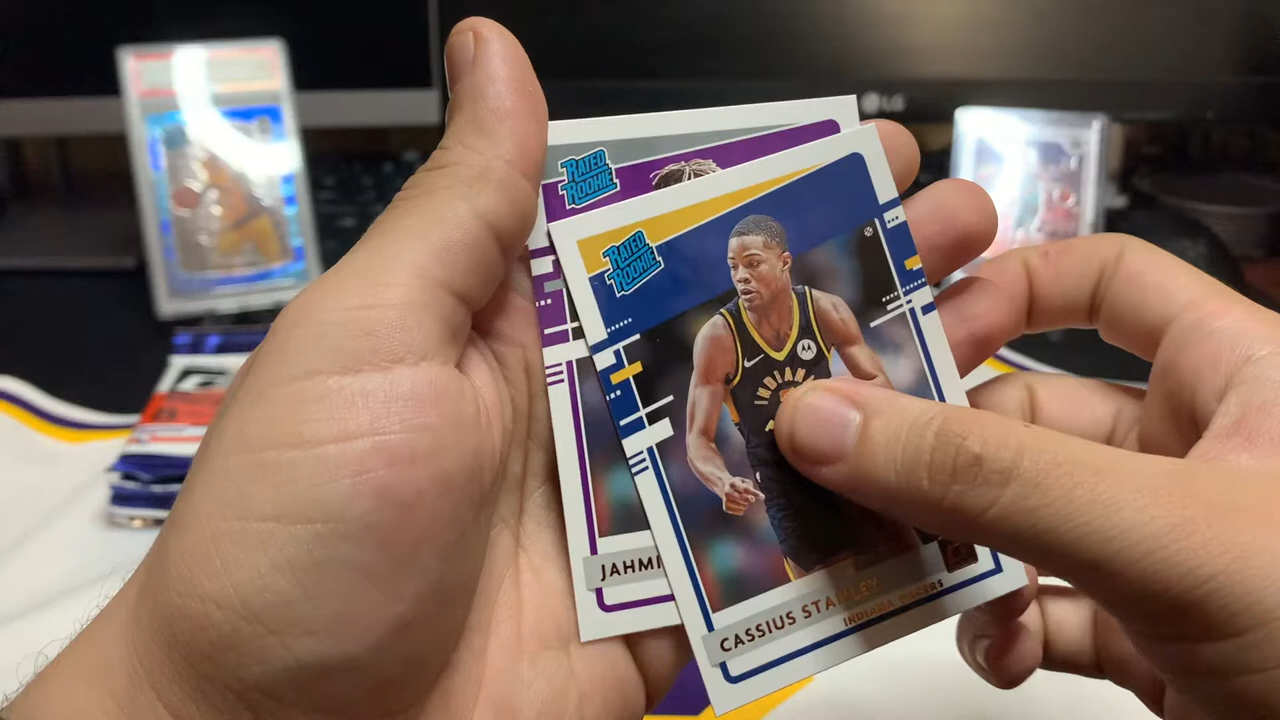 LG
RATED
ROOKIE
RATED
ROOKIE
INDIANA
JAHMI
CASSIUS STANLEY
INDIANA PACERS